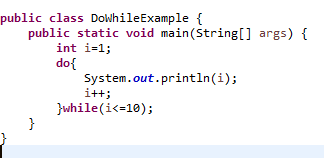 public class DoWhileExample {
    public static void main(String[] args) {
        int i=1;
        do{
            System.out.println(i);
            i++;
        }while(i<=10);
    }
}